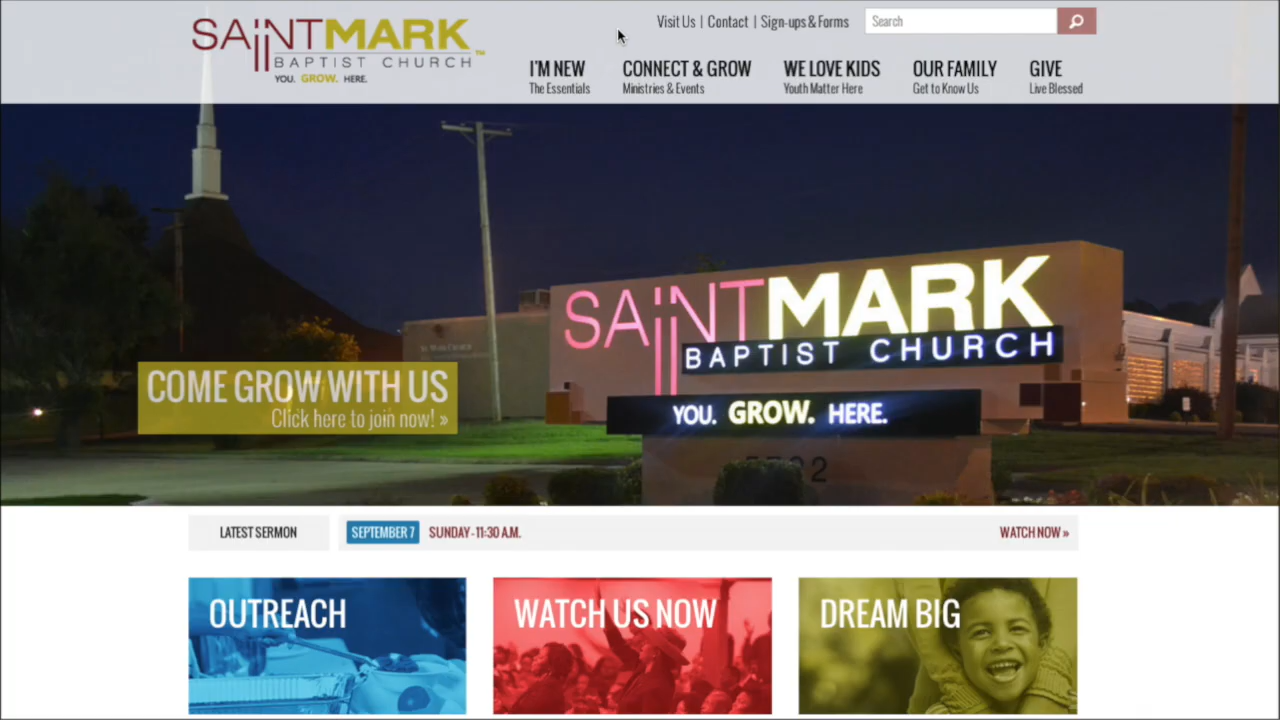 SAINTMARK™
BAPTIST CHURCH
YOU. GROW. HERE.
Visit Us | Contact | Sign-ups & Forms
Search
I'M NEW
The Essentials
CONNECT & GROW
Ministries & Events
WE LOVE KIDS
Youth Matter Here
OUR FAMILY
Get to Know Us
GIVE
Live Blessed
SAINTMARK
BAPTIST CHURCH
YOU. GROW. HERE.
COME GROW WITH US
Click here to join now! »
LATEST SERMON
SEPTEMBER 7
SUNDAY - 11:30 A.M.
WATCH NOW »
OUTREACH
WATCH US NOW
DREAM BIG